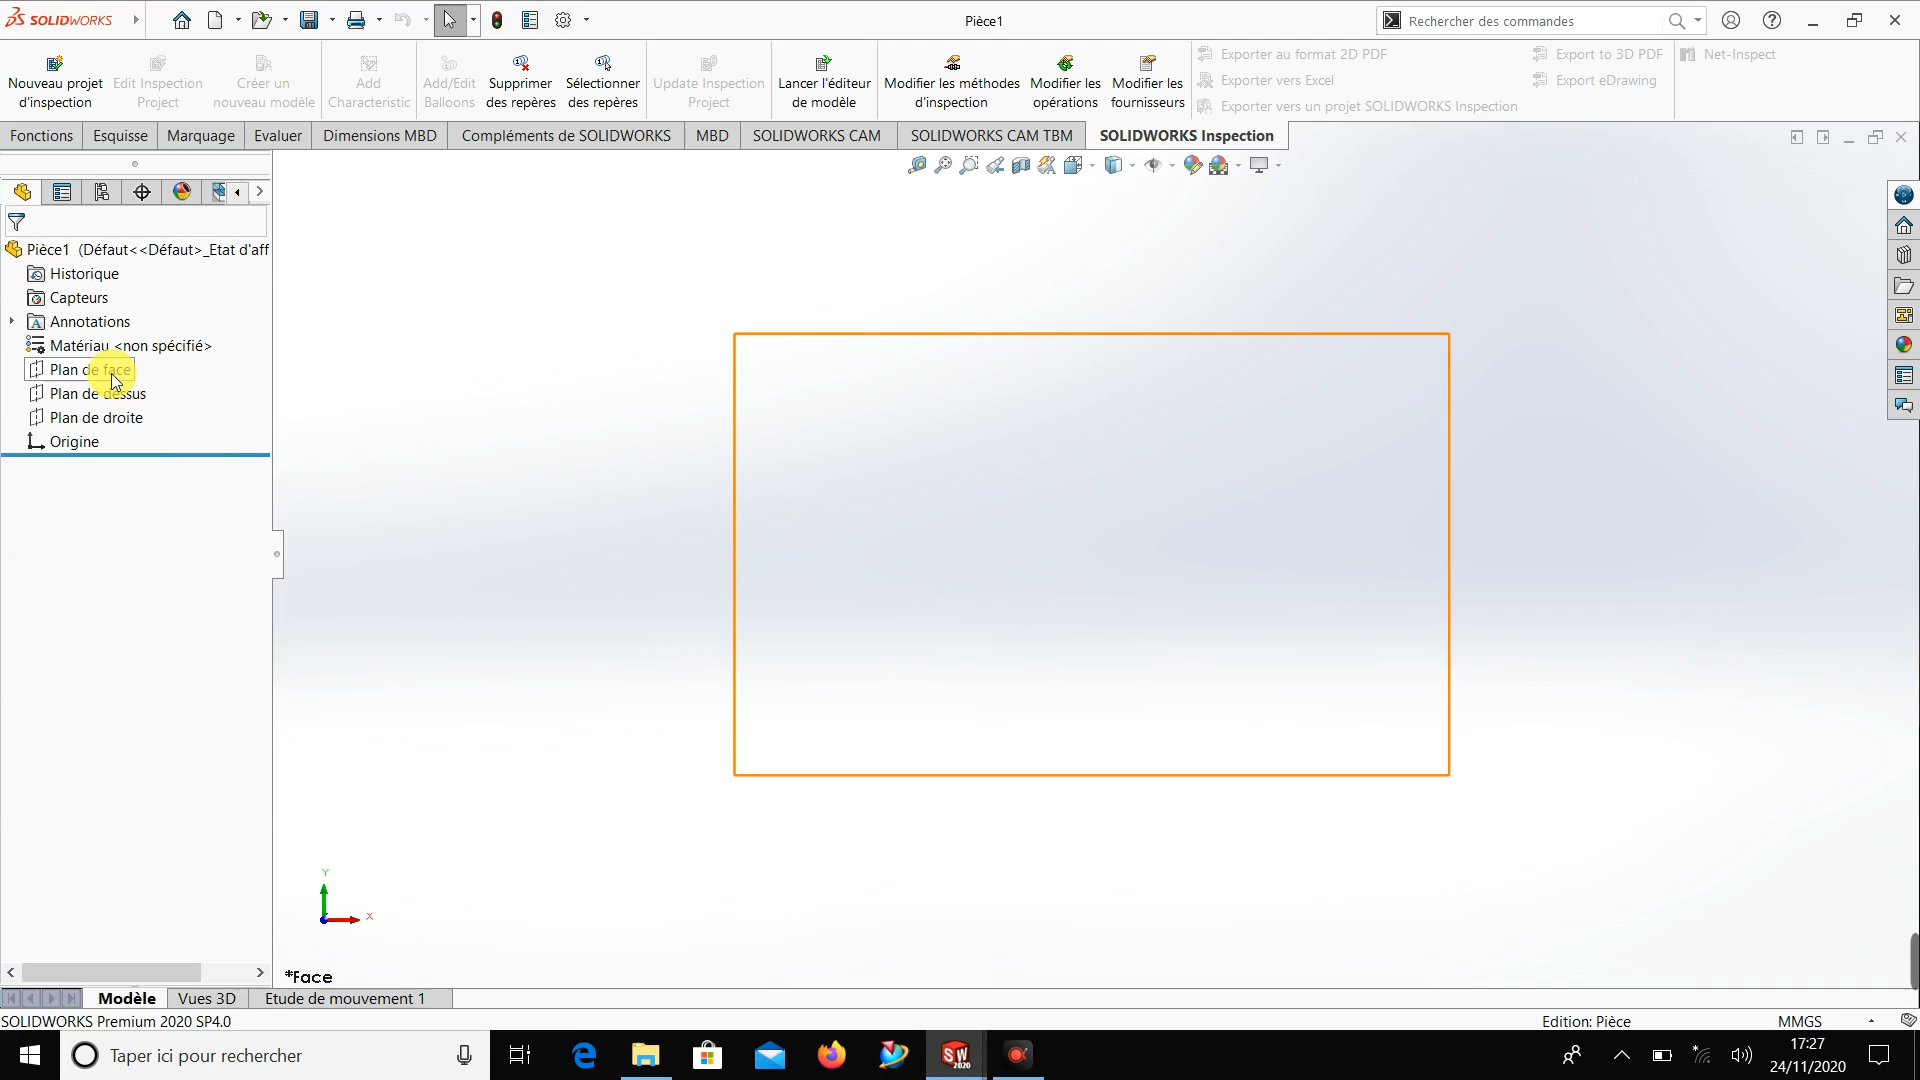 SOLIDWORKS
Pièce1
Rechercher des commandes
Nouveau projet
d'inspection
Edit Inspection
Project
Créer un
nouveau modèle
Add
Characteristic
Add/Edit
Balloons
Supprimer
des repères
Sélectionner
des repères
Update Inspection
Project
Lancer l'éditeur
de modèle
Modifier les méthodes
d'inspection
Modifier les
opérations
Modifier les
fournisseurs
Exporter au format 2D PDF
Exporter vers Excel
Exporter vers un projet SOLIDWORKS Inspection
Export to 3D PDF
Export eDrawing
Net-Inspect
Fonctions
Esquisse
Marquage
Evaluer
Dimensions MBD
Compléments de SOLIDWORKS
MBD
SOLIDWORKS CAM
SOLIDWORKS CAM TBM
SOLIDWORKS Inspection
Pièce1 (Défaut<<Défaut>_Etat d'aff
Historique
Capteurs
Annotations
Matériau <non spécifié>
Plan de face
Plan de dessus
Plan de droite
Origine
Y
X
*Face
Modèle
Vues 3D
Etude de mouvement 1
SOLIDWORKS Premium 2020 SP4.0
Edition: Pièce
MMGS
Taper ici pour rechercher
SW
2020
17:27
24/11/2020